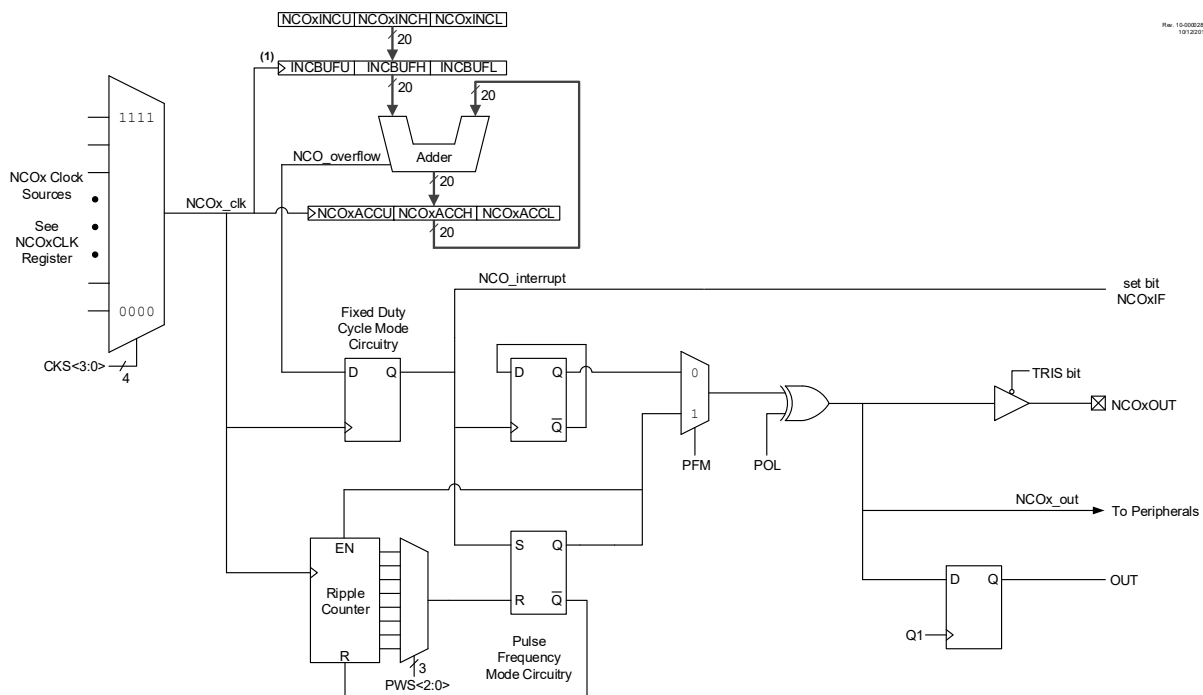 NCOxINCU NCOxINCH NCOxINCL
20
Rev. 10-000028
(1)
INCBUFU INCBUFH INCBUFL
20
20
1111
Adder
NCO_overflow
20
NCOx Clock
Sources
See
NCOxCLK
Register
NCOx_clk
NCOxACCU NCOxACCH NCOxACCL
20
0000
CKS<3:0>
4
NCO_interrupt
set bit
NCOxIF
Fixed Duty
Cycle Mode
Circuitry
D Q
Q
Q
0
1
PFM
POL
TRIS bit
NCOxOUT
NCOx_out
To Peripherals
EN
Ripple
Counter
R
3
PWS<2:0>
S Q
R Q
Pulse
Frequency
Mode Circuitry
D Q
OUT
Q1